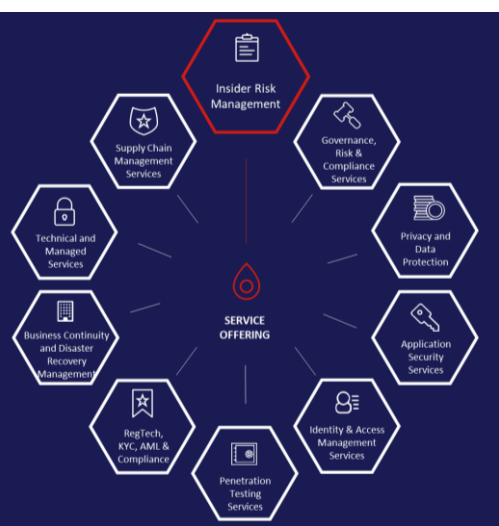 Insider Risk
Management
Governance,
Risk &
Compliance
Services
Privacy and
Data
Protection
Application
Security
Services
Identity & Access
Management
Services
Penetration
Testing
Services
RegTech,
KYC, AML &
Compliance
Business Continuity
and Disaster
Recovery
Management
Technical and
Managed
Services
Supply Chain
Management
Services
SERVICE
OFFERING